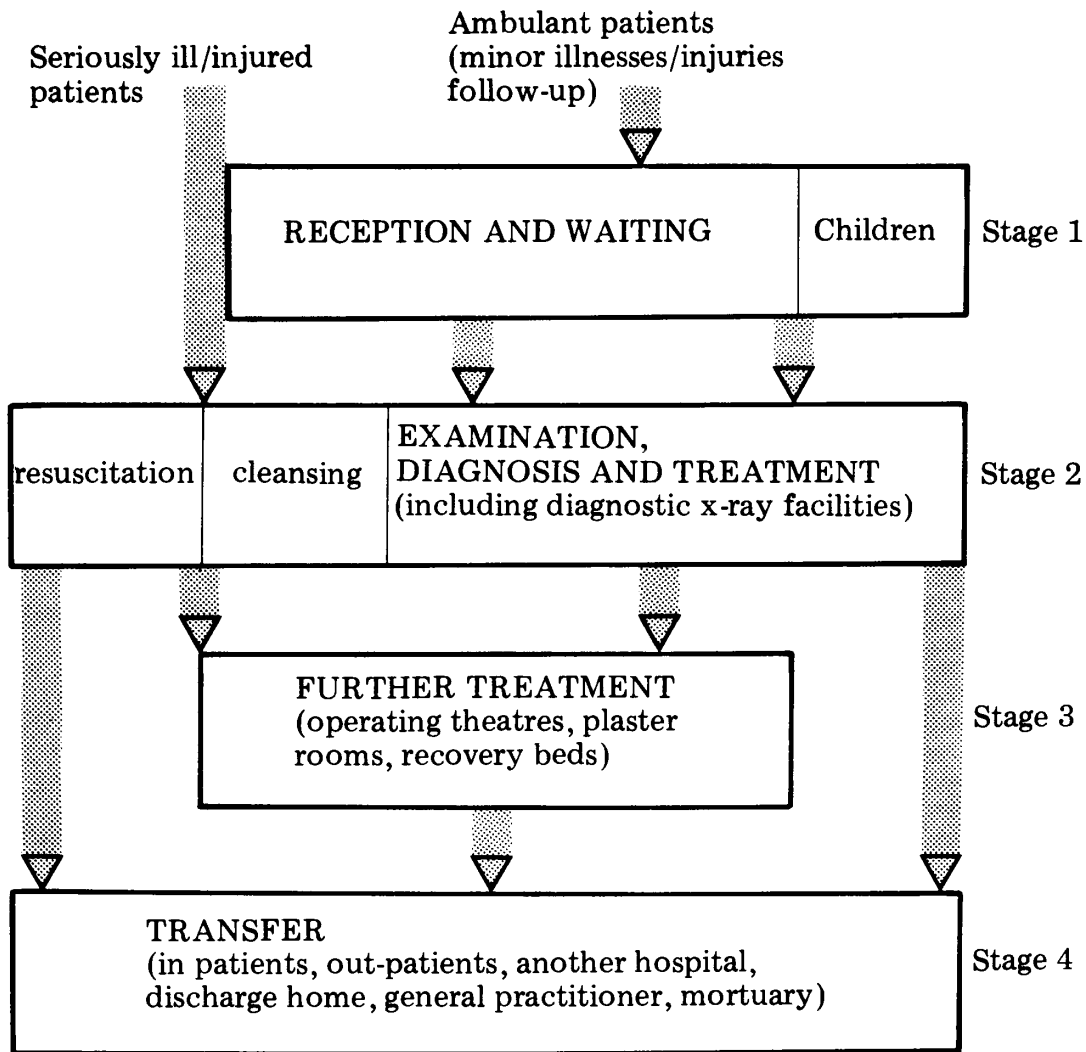 Seriously ill/injured
patients
Ambulant patients
(minor illnesses/injuries
follow-up)
RECEPTION AND WAITING
Children
Stage 1
resuscitation
cleansing
EXAMINATION,
DIAGNOSIS AND TREATMENT
(including diagnostic x-ray facilities)
Stage 2
FURTHER TREATMENT
(operating theatres, plaster
rooms, recovery beds)
Stage 3
TRANSFER
(in patients, out-patients, another hospital,
discharge home, general practitioner, mortuary)
Stage 4